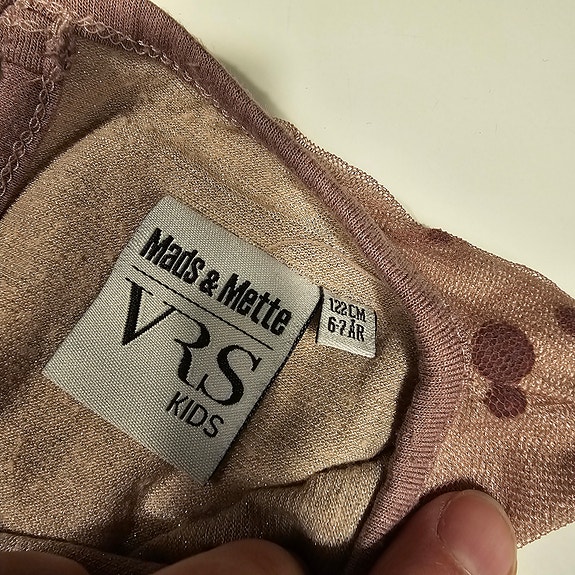 Mads & Mette
VRS
KIDS
122CM
6-7 ÅR